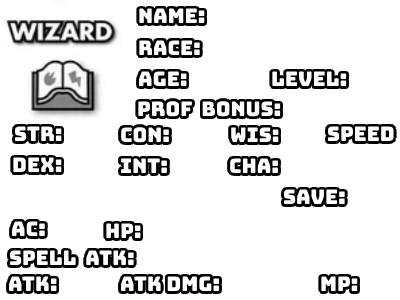 WIZARD
NAME:
RACE:
AGE: LEVEL:
PROF BONUS:
STR: CON: WIS: SPEED
DEX: INT: CHA:
SAVE:
AC: HP:
SPELL ATK:
ATK: ATK DMG: MP: